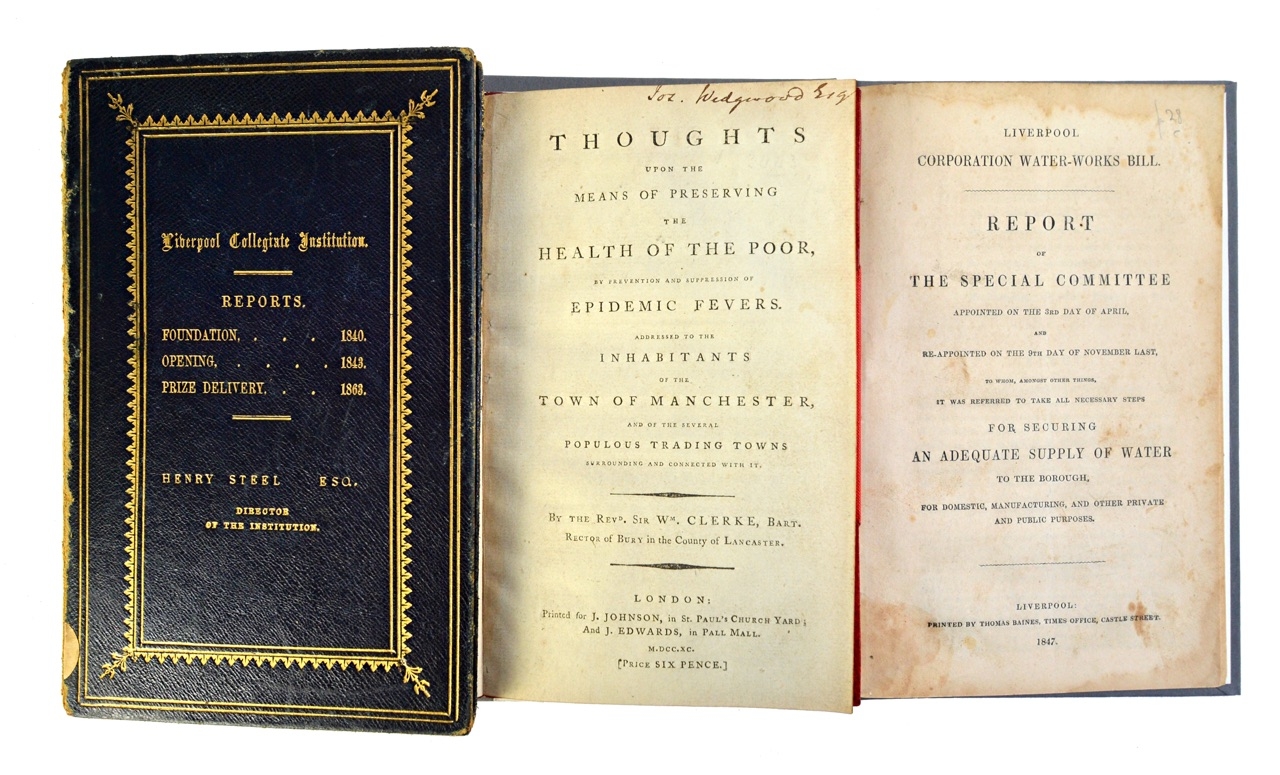 Liverpool Collegiate Institution.
REPORTS.
FOUNDATION, . . . 1840.
OPENING, . . . . 1843.
PRIZE DELIVERY, . . 1863.
HENRY STEEL ESQ.
DIRECTOR
OF THE INSTITUTION.
Jos. Wedgwood Esq
THOUGHTS
UPON THE
MEANS OF PRESERVING
THE
HEALTH OF THE POOR,
BY PREVENTION AND SUPPRESSION OF
EPIDEMIC FEVERS.
ADDRESSED TO THE
INHABITANTS
OF THE
TOWN OF MANCHESTER,
AND OF THE SEVERAL
POPULOUS TRADING TOWNS
SURROUNDING AND CONNECTED WITH IT.
BY THE REVD. SIR WM. CLERKE, BART.
RECTOR of BURY in the County of LANCASTER.
LONDON:
Printed for J. JOHNSON, in St. PAUL'S CHURCH YARD;
And J. EDWARDS, in PALL MALL.
M.DCC.XC.
[PRICE SIX PENCE.]
LIVERPOOL
CORPORATION WATER-WORKS BILL.
REPORT
OF
THE SPECIAL COMMITTEE
APPOINTED ON THE 3RD DAY OF APRIL,
AND
RE-APPOINTED ON THE 9TH DAY OF NOVEMBER LAST,
TO WHOM, AMONGST OTHER THINGS,
IT WAS REFERRED TO TAKE ALL NECESSARY STEPS
FOR SECURING
AN ADEQUATE SUPPLY OF WATER
TO THE BOROUGH,
FOR DOMESTIC, MANUFACTURING, AND OTHER PRIVATE
AND PUBLIC PURPOSES.
LIVERPOOL:
PRINTED BY THOMAS BAINES, TIMES OFFICE, CASTLE STREET.
1847.